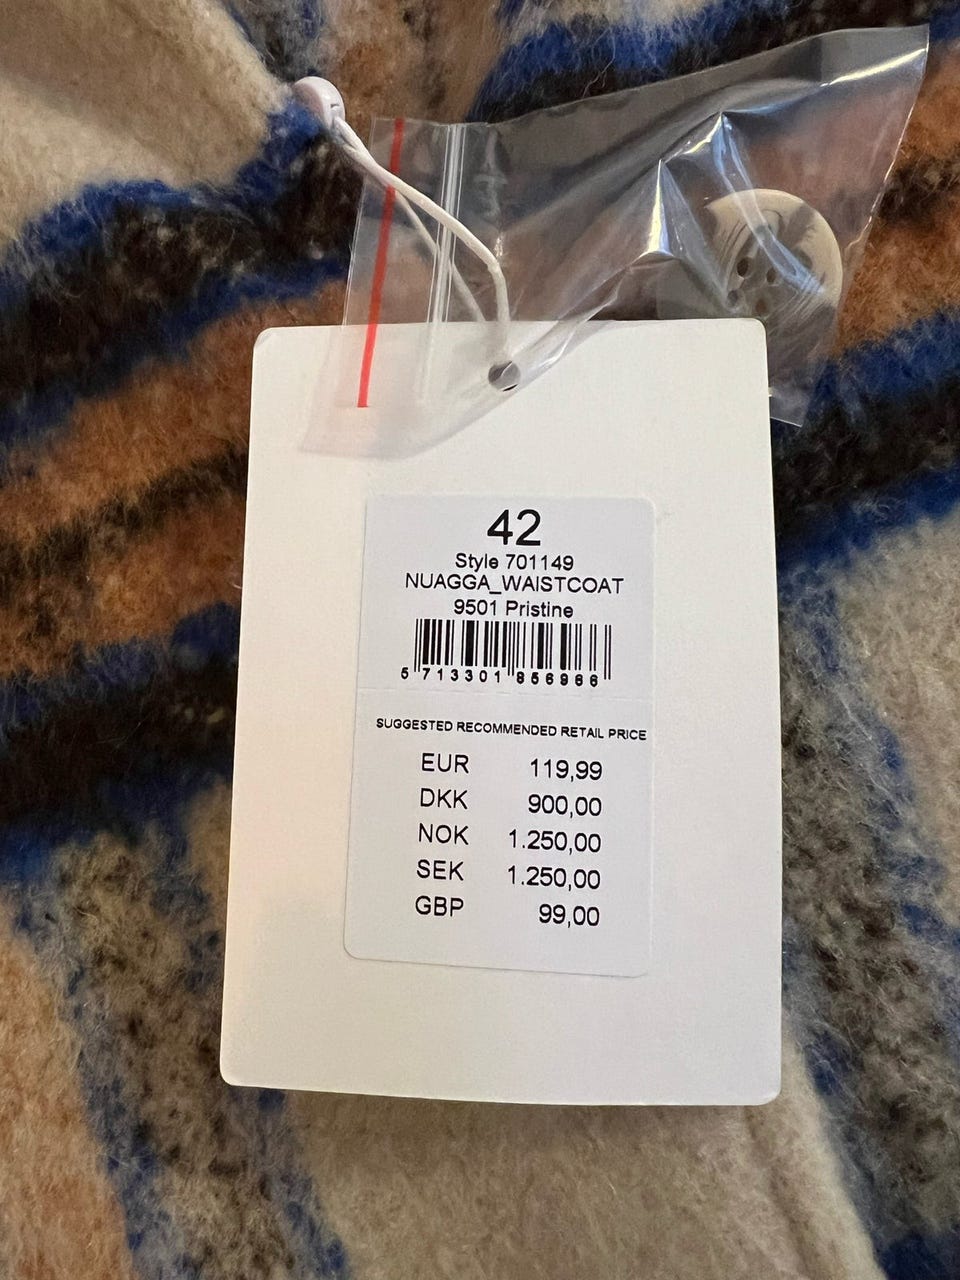 42
Style 701149
NUAGGA_WAISTCOAT
9501 Pristine
5 713301 856966
SUGGESTED RECOMMENDED RETAIL PRICE
EUR 119,99
DKK 900,00
NOK 1.250,00
SEK 1.250,00
GBP 99,00